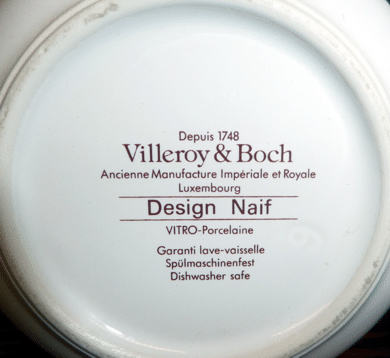 Depuis 1748
Villeroy & Boch
Ancienne Manufacture Impériale et Royale
Luxembourg
Design Naif
VITRO-Porcelaine
Garanti lave-vaisselle
Spülmaschinenfest
Dishwasher safe